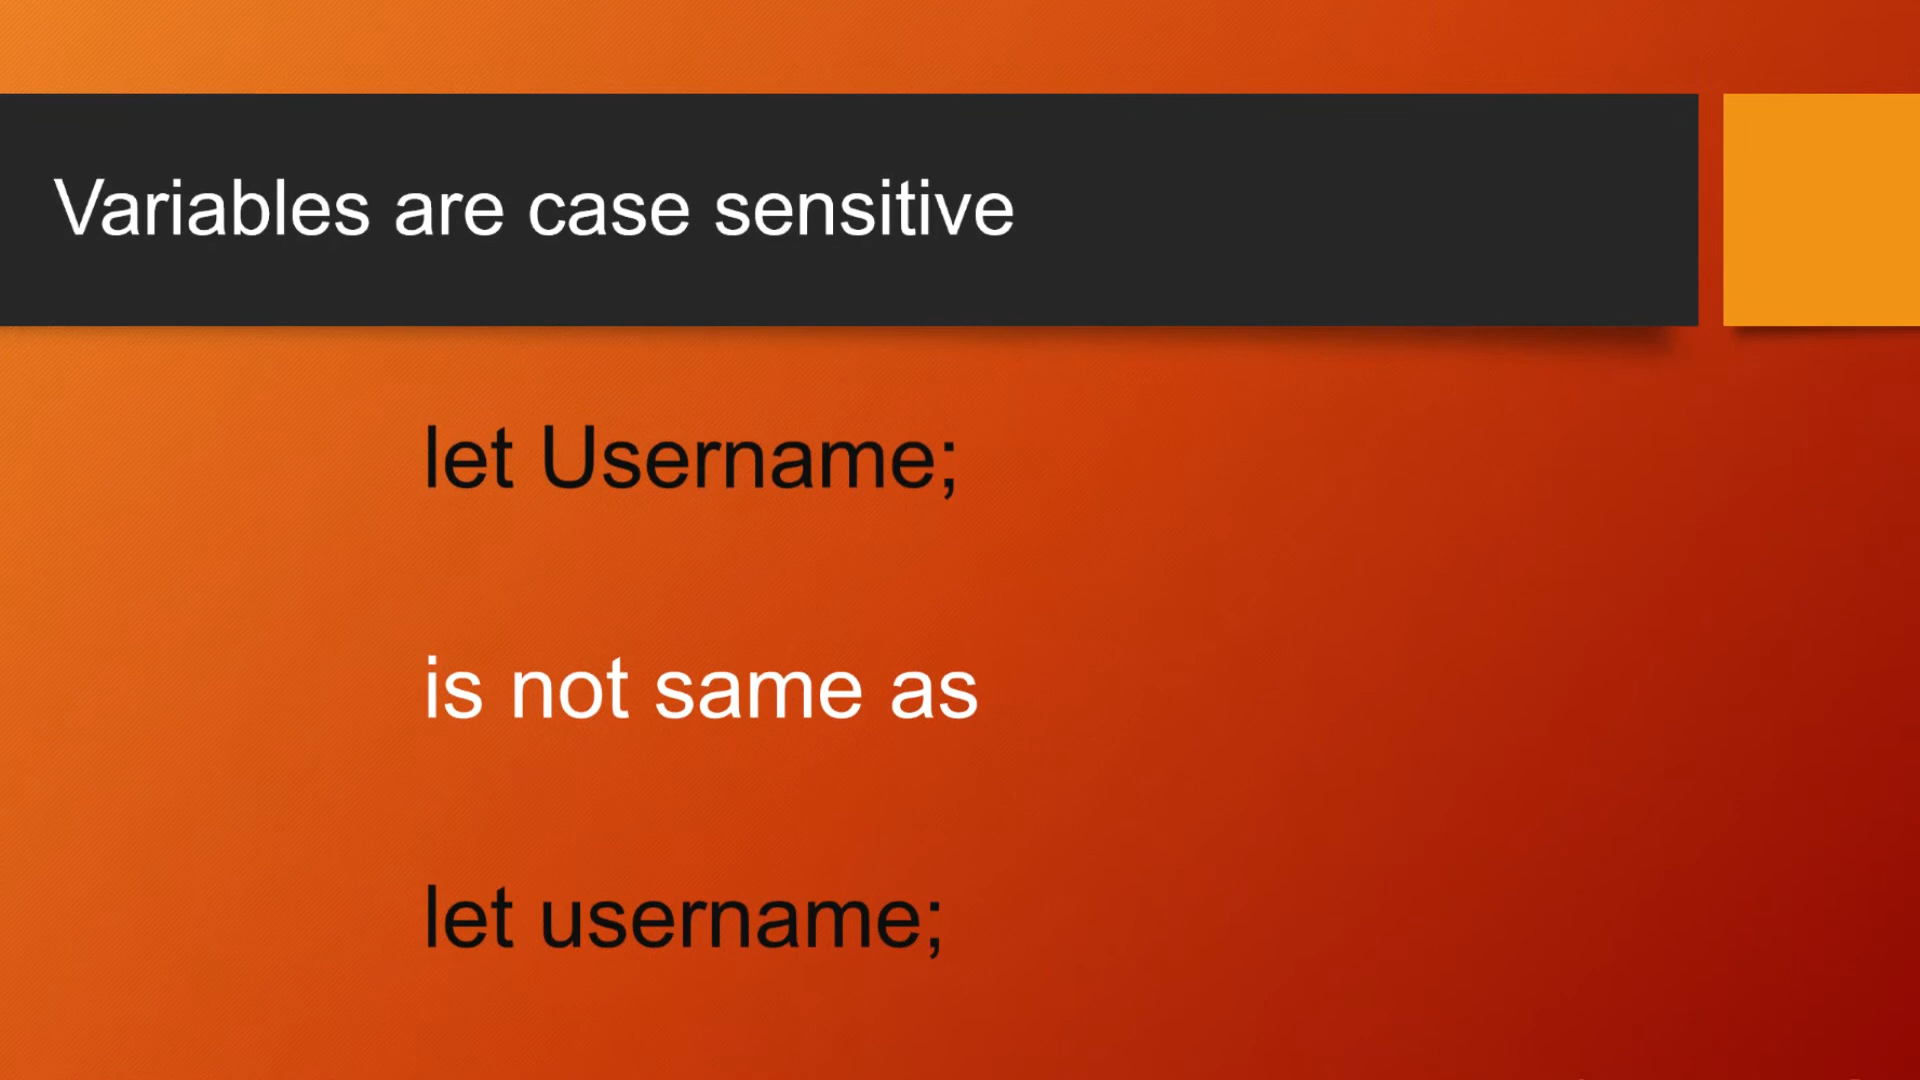 Variables are case sensitive
let Username;
is not same as
let username;